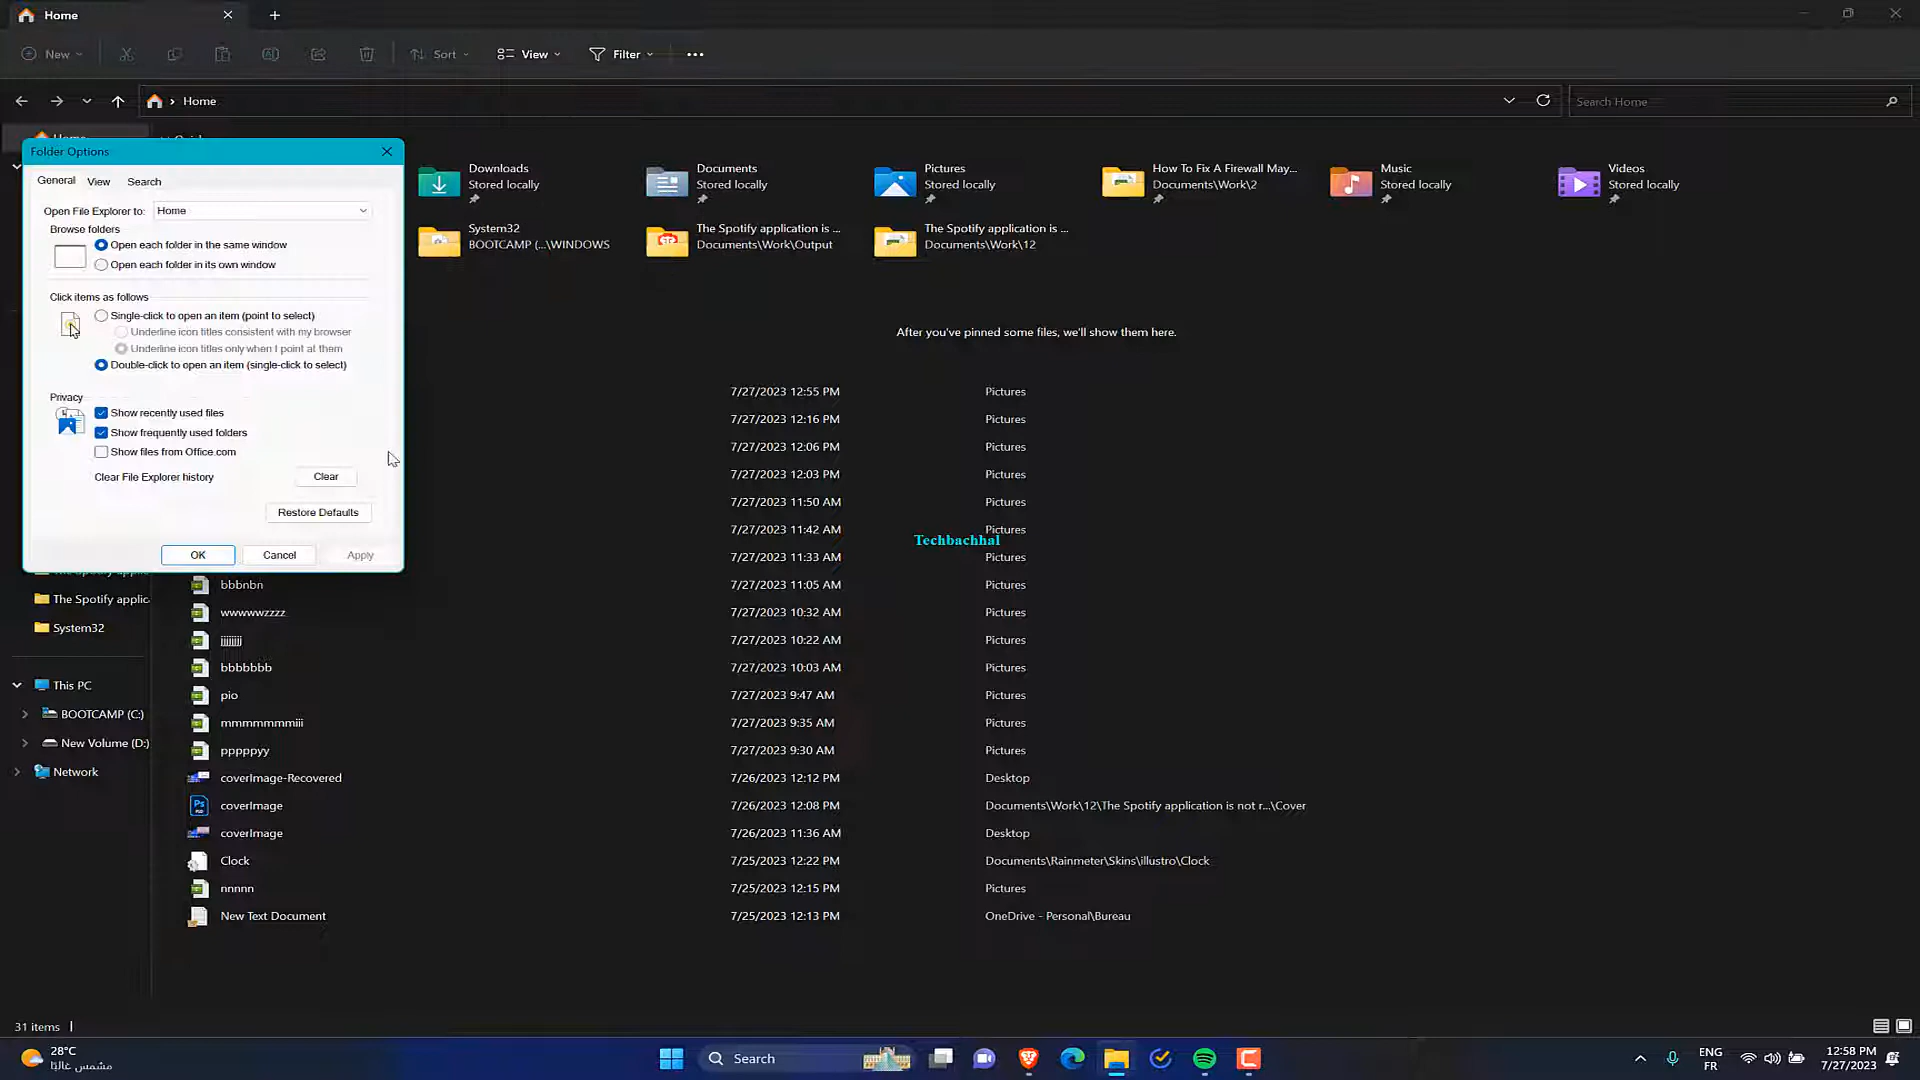 Home
New
Sort
View
Filter
Home
Search Home
Folder Options
General View Search
Open File Explorer to: Home
Browse folders
Open each folder in the same window
Open each folder in its own window
Click items as follows
Single-click to open an item (point to select)
Underline icon titles consistent with my browser
Underline icon titles only when I point at them
Double-click to open an item (single-click to select)
Privacy
Show recently used files
Show frequently used folders
Show files from Office.com
Clear File Explorer history Clear
Restore Defaults
OK Cancel Apply
Downloads
Stored locally
Documents
Stored locally
Pictures
Stored locally
How To Fix A Firewall May...
Documents\Work\2
Music
Stored locally
Videos
Stored locally
System32
BOOTCAMP (...\WINDOWS
The Spotify application is ...
Documents\Work\Output
The Spotify application is ...
Documents\Work\12
After you've pinned some files, we'll show them here.
7/27/2023 12:55 PM Pictures
7/27/2023 12:16 PM Pictures
7/27/2023 12:06 PM Pictures
7/27/2023 12:03 PM Pictures
7/27/2023 11:50 AM Pictures
7/27/2023 11:42 AM Pictures
Techbachhal
7/27/2023 11:33 AM Pictures
bbbnbn 7/27/2023 11:05 AM Pictures
wwwwwzzzz 7/27/2023 10:32 AM Pictures
7/27/2023 10:22 AM Pictures
bbbbbbb 7/27/2023 10:03 AM Pictures
pio 7/27/2023 9:47 AM Pictures
mmmmmmiii 7/27/2023 9:35 AM Pictures
pppppyy 7/27/2023 9:30 AM Pictures
coverImage-Recovered 7/26/2023 12:12 PM Desktop
coverImage 7/26/2023 12:08 PM Documents\Work\12\The Spotify application is not r...\Cover
coverImage 7/26/2023 11:36 AM Desktop
Clock 7/25/2023 12:22 PM Documents\Rainmeter\Skins\illustro\Clock
nnnnn 7/25/2023 12:15 PM Pictures
New Text Document 7/25/2023 12:13 PM OneDrive - Personal\Bureau
The Spotify applic
System32
This PC
BOOTCAMP (C:)
New Volume (D:)
Network
31 items
28°C
مشمس غالبًا
Search
ENG
FR
12:58 PM
7/27/2023